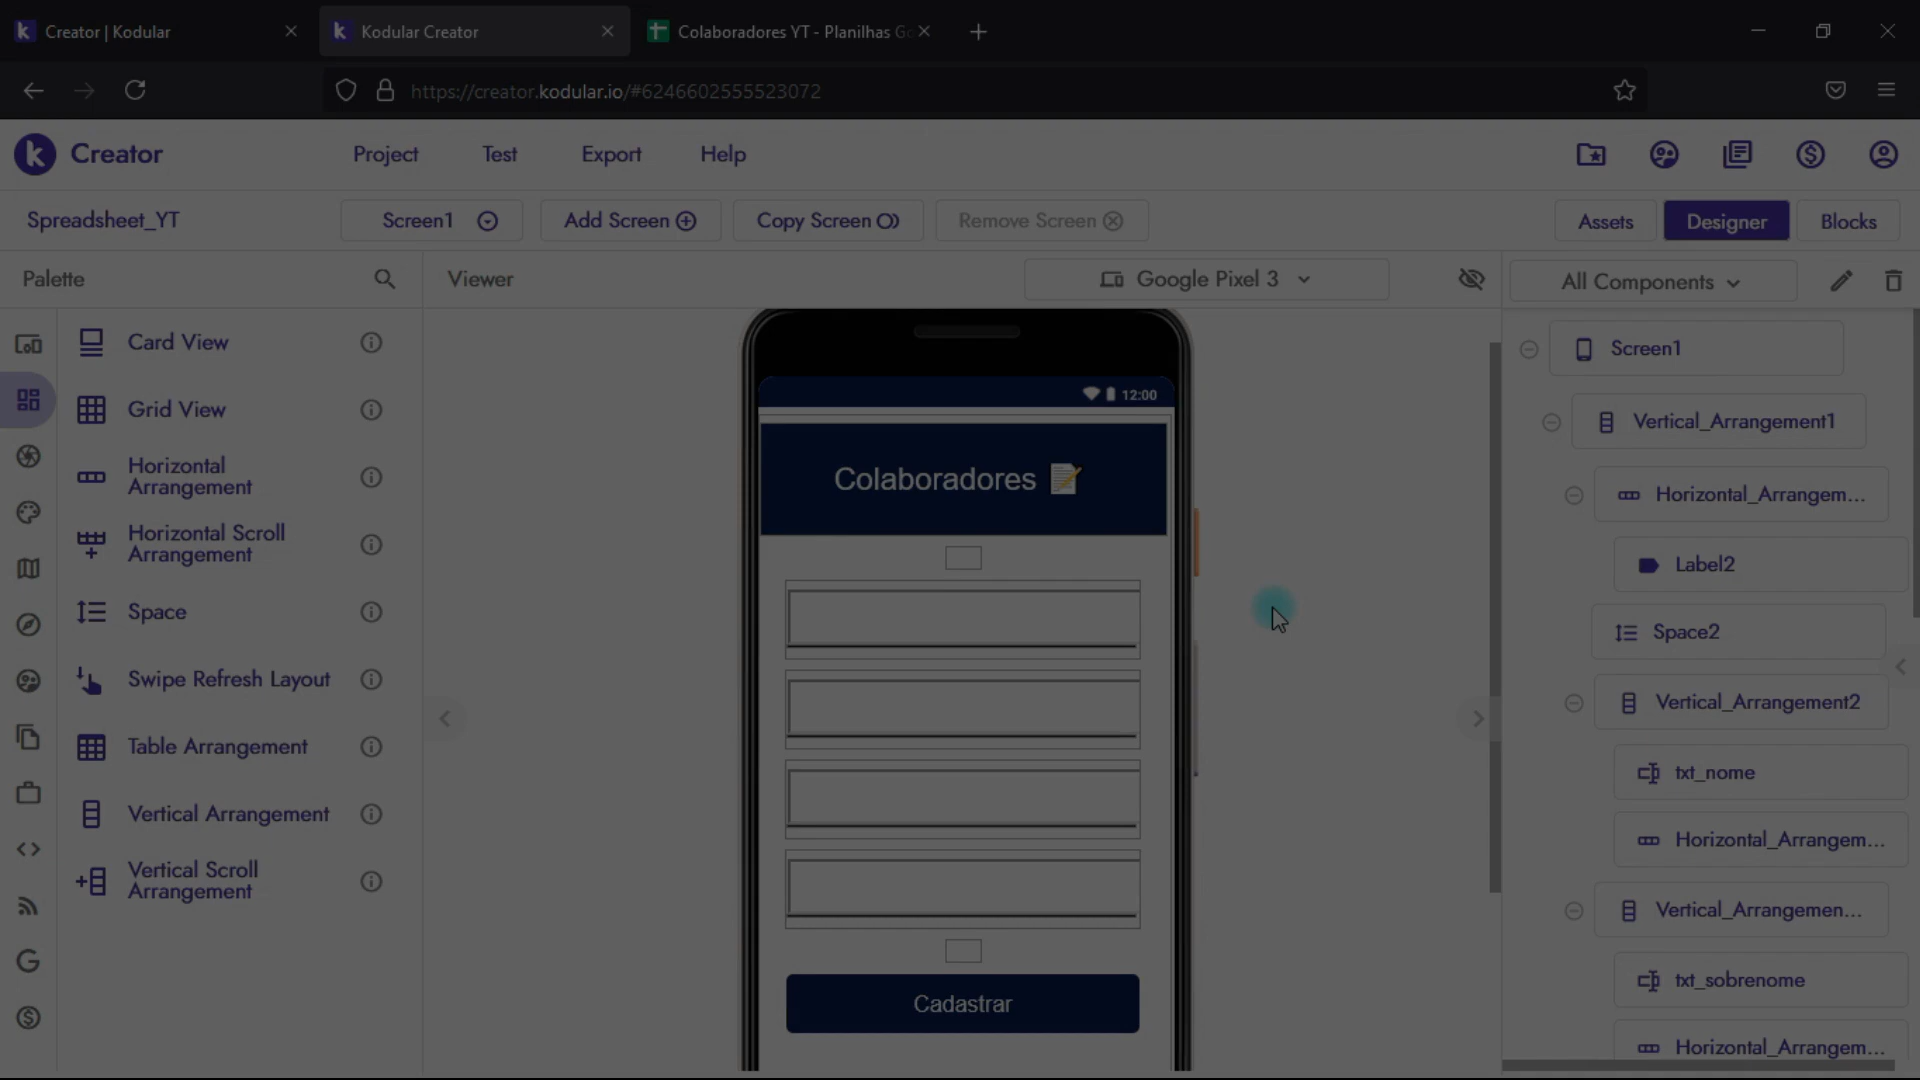 Creator | Kodular
Kodular Creator
Colaboradores YT - Planilhas Go
https://creator.kodular.io/#6246602555523072
Creator
Project
Test
Export
Help
Spreadsheet_YT
Screen1
Add Screen
Copy Screen
Remove Screen
Assets
Designer
Blocks
Palette
Viewer
Google Pixel 3
All Components
Card View
Grid View
Horizontal
Arrangement
Horizontal Scroll
Arrangement
Space
Swipe Refresh Layout
Table Arrangement
Vertical Arrangement
Vertical Scroll
Arrangement
12:00
Colaboradores
Cadastrar
Screen1
Vertical_Arrangement1
Horizontal_Arrangem...
Label2
Space2
Vertical_Arrangement2
txt_nome
Horizontal_Arrangem...
Vertical_Arrangemen...
txt_sobrenome
Horizontal_Arrangem...